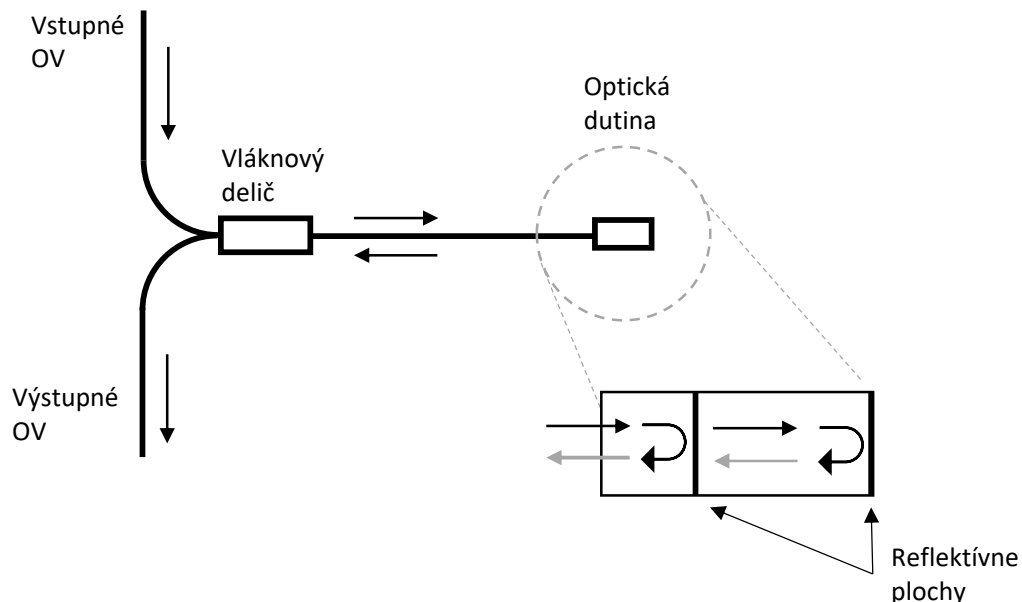 Vstupné
OV
Optická
dutina
Vláknový
delič
Výstupné
OV
Reflektívne
plochy